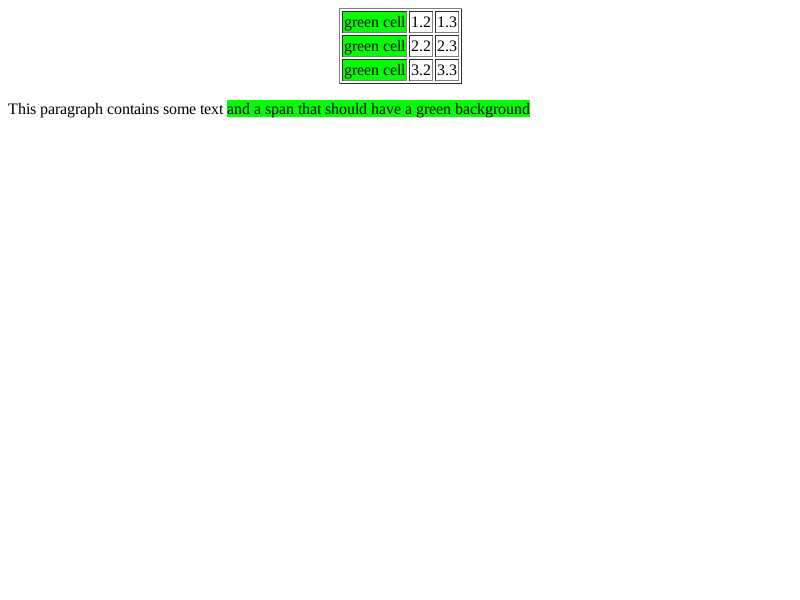 green cell 1.2 1.3
green cell 2.2 2.3
green cell 3.2 3.3
This paragraph contains some text and a span that should have a green background